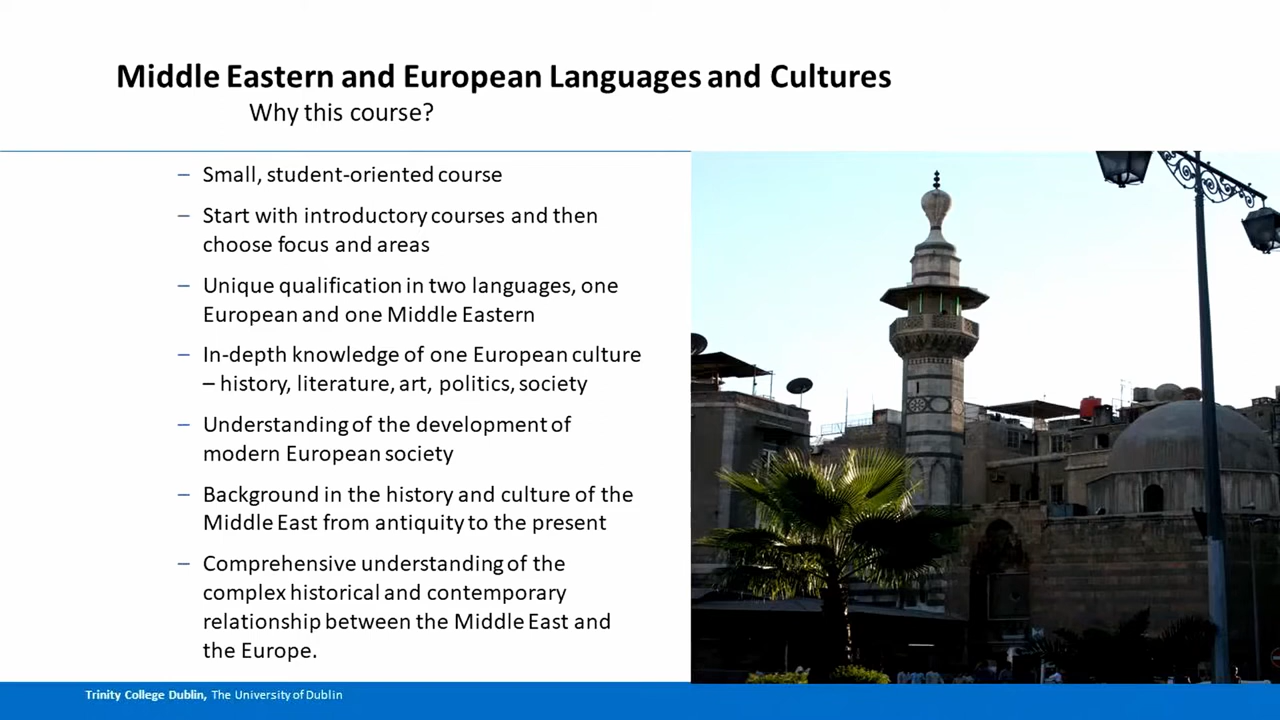 Middle Eastern and European Languages and Cultures
Why this course?
– Small, student-oriented course
– Start with introductory courses and then
choose focus and areas
– Unique qualification in two languages, one
European and one Middle Eastern
– In-depth knowledge of one European culture
– history, literature, art, politics, society
– Understanding of the development of
modern European society
– Background in the history and culture of the
Middle East from antiquity to the present
– Comprehensive understanding of the
complex historical and contemporary
relationship between the Middle East and
the Europe.
Trinity College Dublin, The University of Dublin